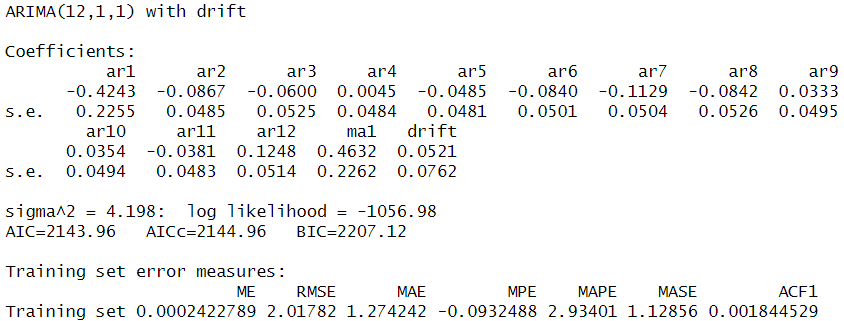 ARIMA(12,1,1) with drift
Coefficients:
ar1 ar2 ar3 ar4 ar5 ar6 ar7 ar8 ar9
-0.4243 -0.0867 -0.0600 0.0045 -0.0485 -0.0840 -0.1129 -0.0842 0.0333
s.e. 0.2255 0.0485 0.0525 0.0484 0.0481 0.0501 0.0504 0.0526 0.0495
ar10 ar11 ar12 ma1 drift
0.0354 -0.0381 0.1248 0.4632 0.0521
s.e. 0.0494 0.0483 0.0514 0.2262 0.0762
sigma^2 = 4.198: log likelihood = -1056.98
AIC=2143.96 AICc=2144.96 BIC=2207.12
Training set error measures:
ME RMSE MAE MPE MAPE MASE ACF1
Training set 0.0002422789 2.01782 1.274242 -0.0932488 2.93401 1.12856 0.001844529